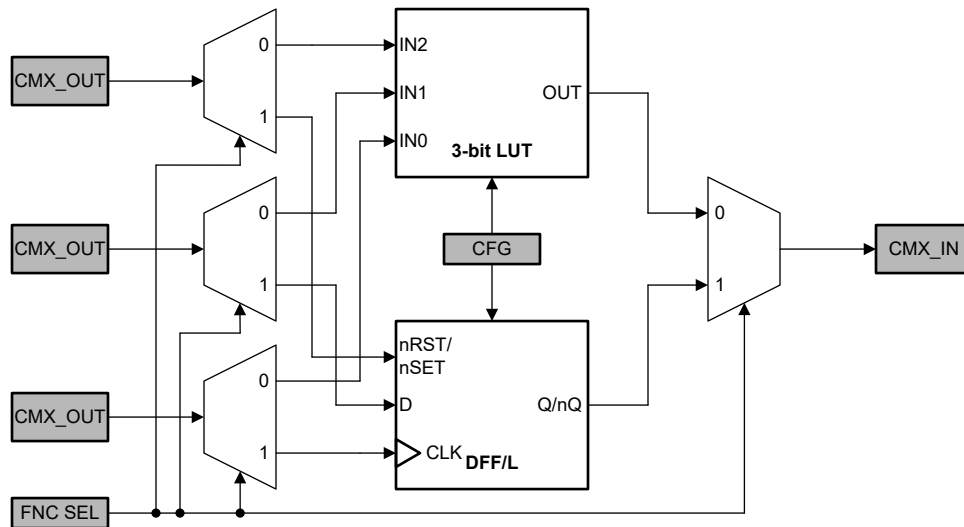 0
IN2
CMX_OUT
IN1
OUT
1
IN0
3-bit LUT
0
0
CMX_OUT
CFG
CMX_IN
1
1
nRST/
nSET
0
CMX_OUT
D
Q/nQ
1
CLK
DFF/L
FNC SEL